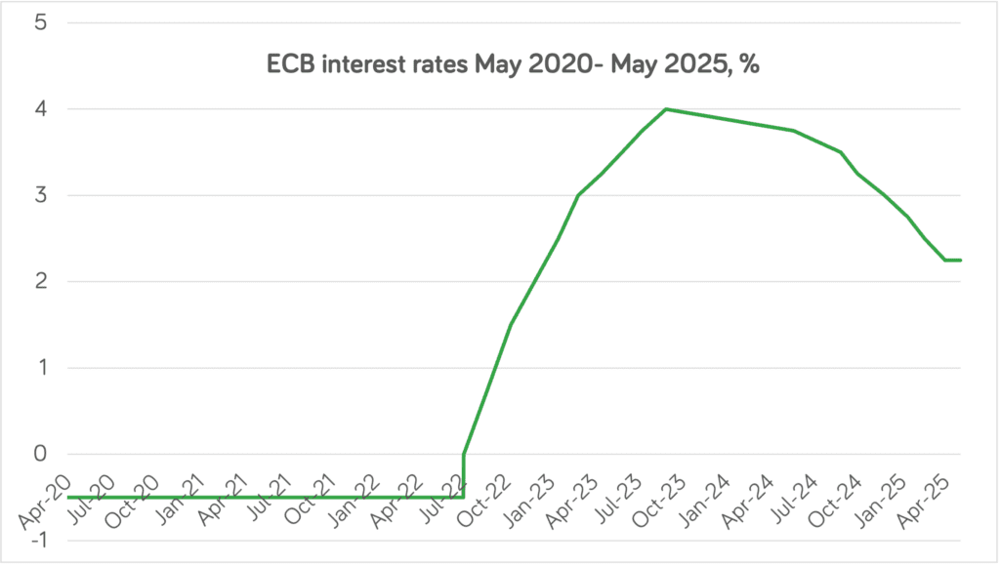 5
ECB interest rates May 2020- May 2025, %
4
3
2
1
0
-1
Apr-20
Jul-20
Oct-20
Jan-21
Apr-21
Jul-21
Oct-21
Jan-22
Apr-22
Jul-22
Oct-22
Jan-23
Apr-23
Jul-23
Oct-23
Jan-24
Apr-24
Jul-24
Oct-24
Jan-25
Apr-25